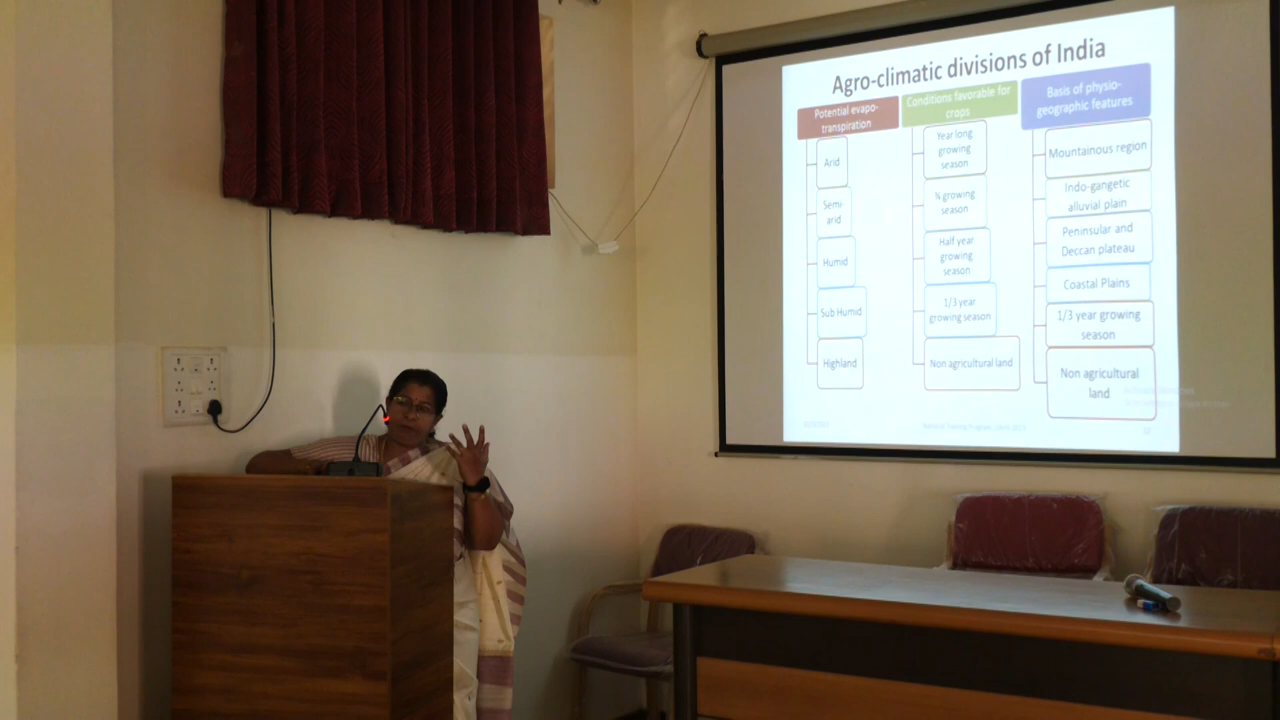 Agro-climatic divisions of India
Potential evapo-
transpiration
Arid
Semi-
arid
Humid
Sub Humid
Highland
Conditions favorable for
crops
Year long
growing
season
¾ growing
season
Half year
growing
season
1/3 year
growing season
Non agricultural land
Basis of physio-
geographic features
Mountainous region
Indo-gangetic
alluvial plain
Peninsular and
Deccan plateau
Coastal Plains
1/3 year growing
season
Non agricultural
land